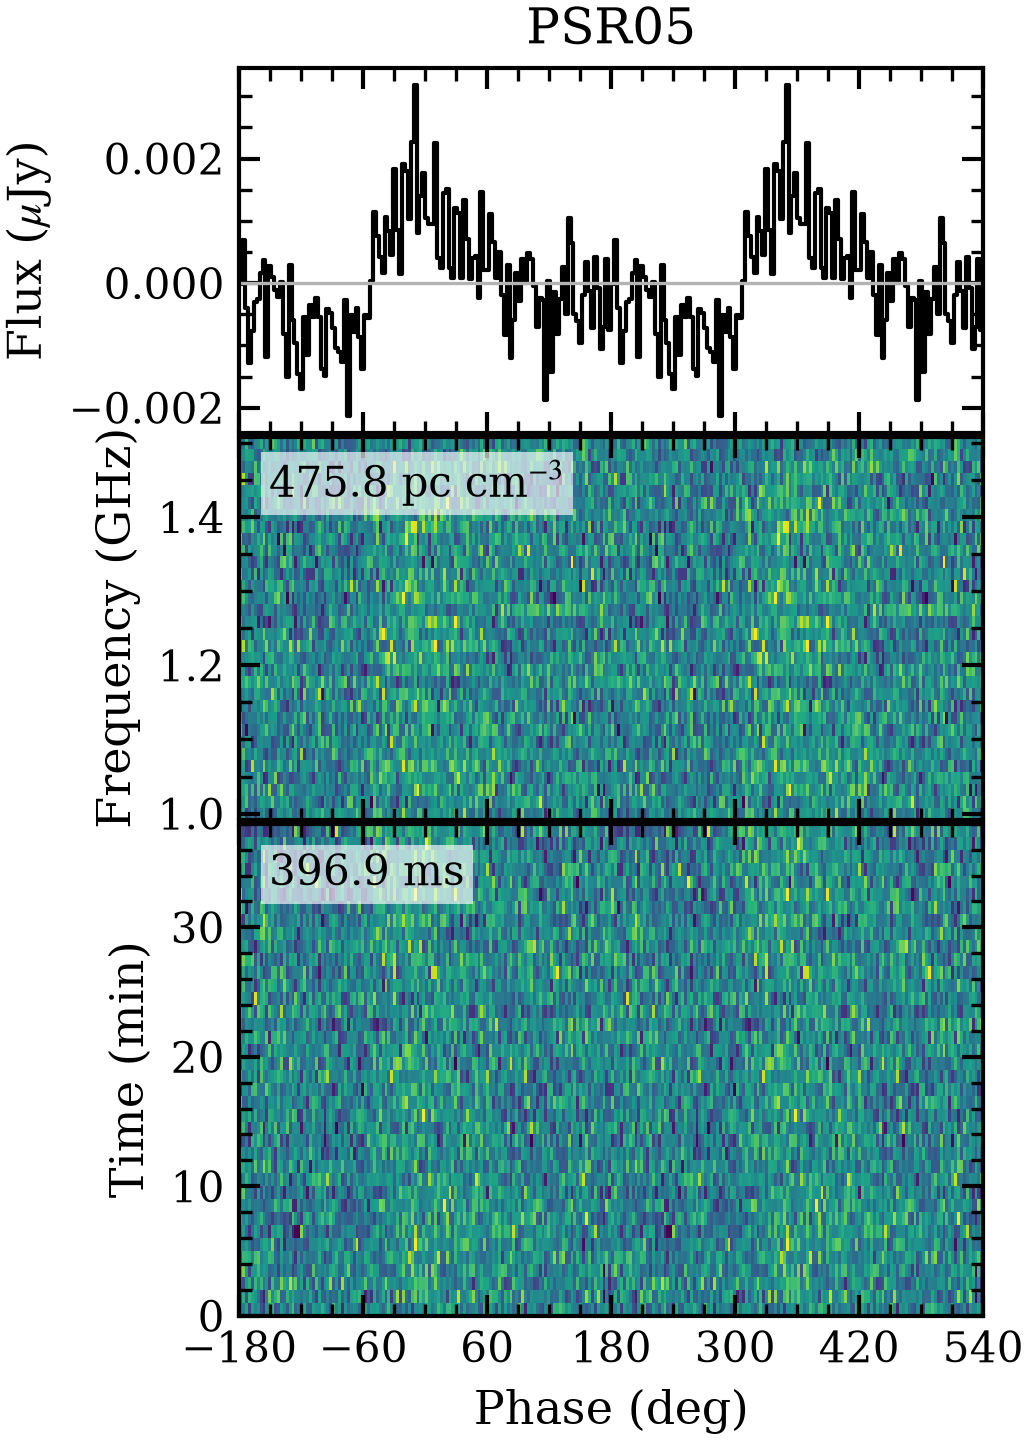 PSR05
Flux (μJy)
0.002
0.000
−0.002
Frequency (GHz)
475.8 pc cm⁻³
1.4
1.2
1.0
Time (min)
396.9 ms
30
20
10
0
−180 −60 60 180 300 420 540
Phase (deg)